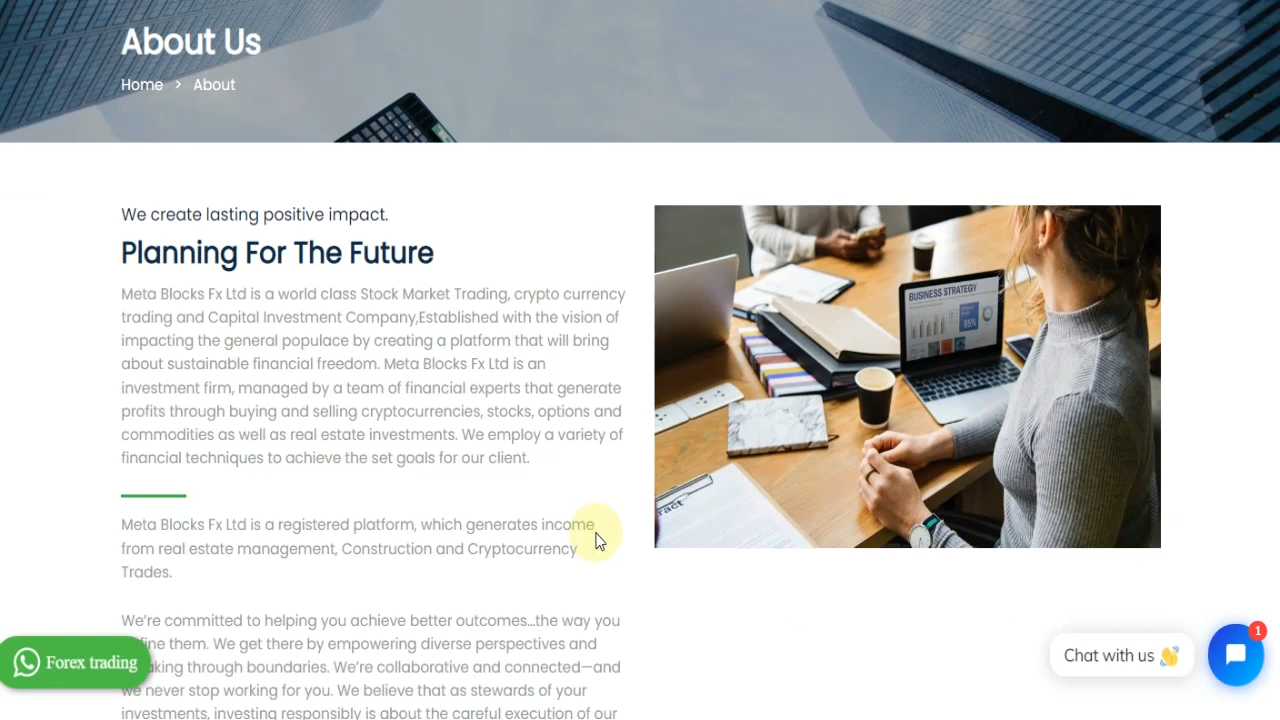 About Us
Home > About
We create lasting positive impact.
Planning For The Future
Meta Blocks Fx Ltd is a world class Stock Market Trading, crypto currency
trading and Capital Investment Company,Established with the vision of
impacting the general populace by creating a platform that will bring
about sustainable financial freedom. Meta Blocks Fx Ltd is an
investment firm, managed by a team of financial experts that generate
profits through buying and selling cryptocurrencies, stocks, options and
commodities as well as real estate investments. We employ a variety of
financial techniques to achieve the set goals for our client.
Meta Blocks Fx Ltd is a registered platform, which generates income
from real estate management, Construction and Cryptocurrency
Trades.
We're committed to helping you achieve better outcomes…the way you
them. We get there by empowering diverse perspectives and
through boundaries. We're collaborative and connected—and
we never stop working for you. We believe that as stewards of your
investments, investing responsibly is about the careful execution of our
BUSINESS STRATEGY
85%
Forex trading
Chat with us 👋
1